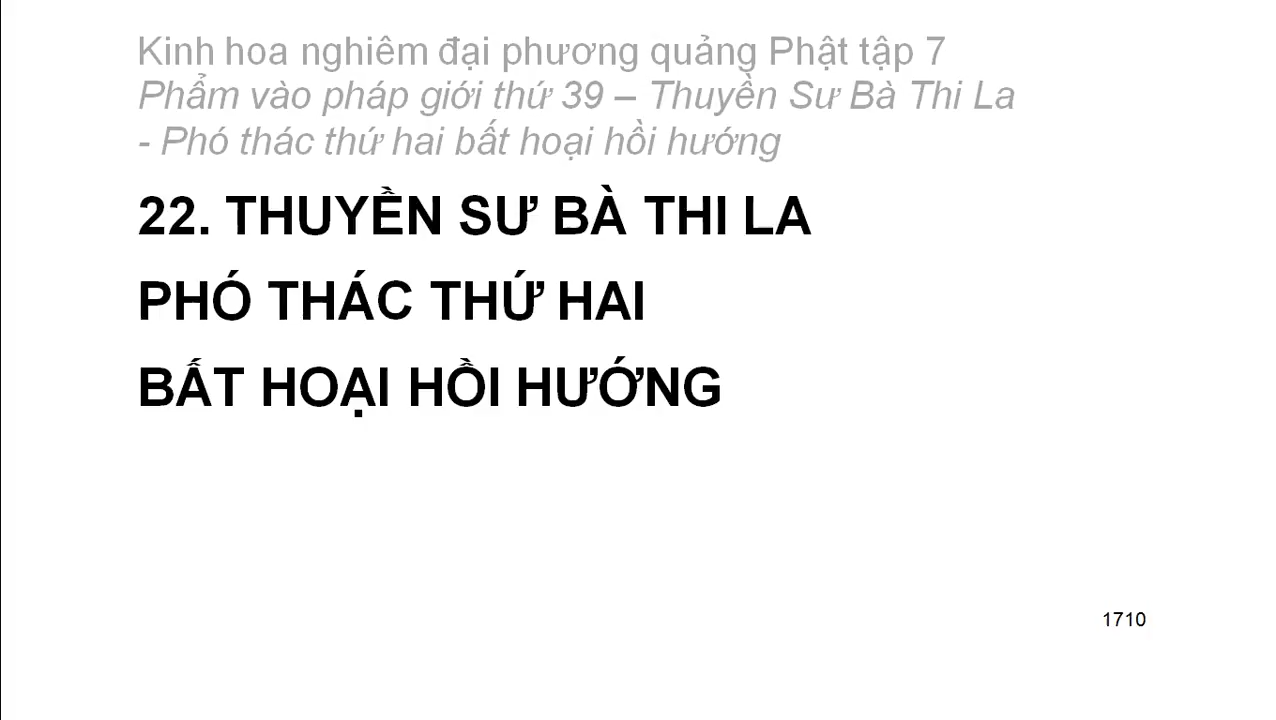 Kinh hoa nghiêm đại phương quảng Phật tập 7
Phẩm vào pháp giới thứ 39 – Thuyền Sư Bà Thi La
- Phó thác thứ hai bất hoại hồi hướng
22. THUYỀN SƯ BÀ THI LA
PHÓ THÁC THỨ HAI
BẤT HOẠI HỒI HƯỚNG
1710